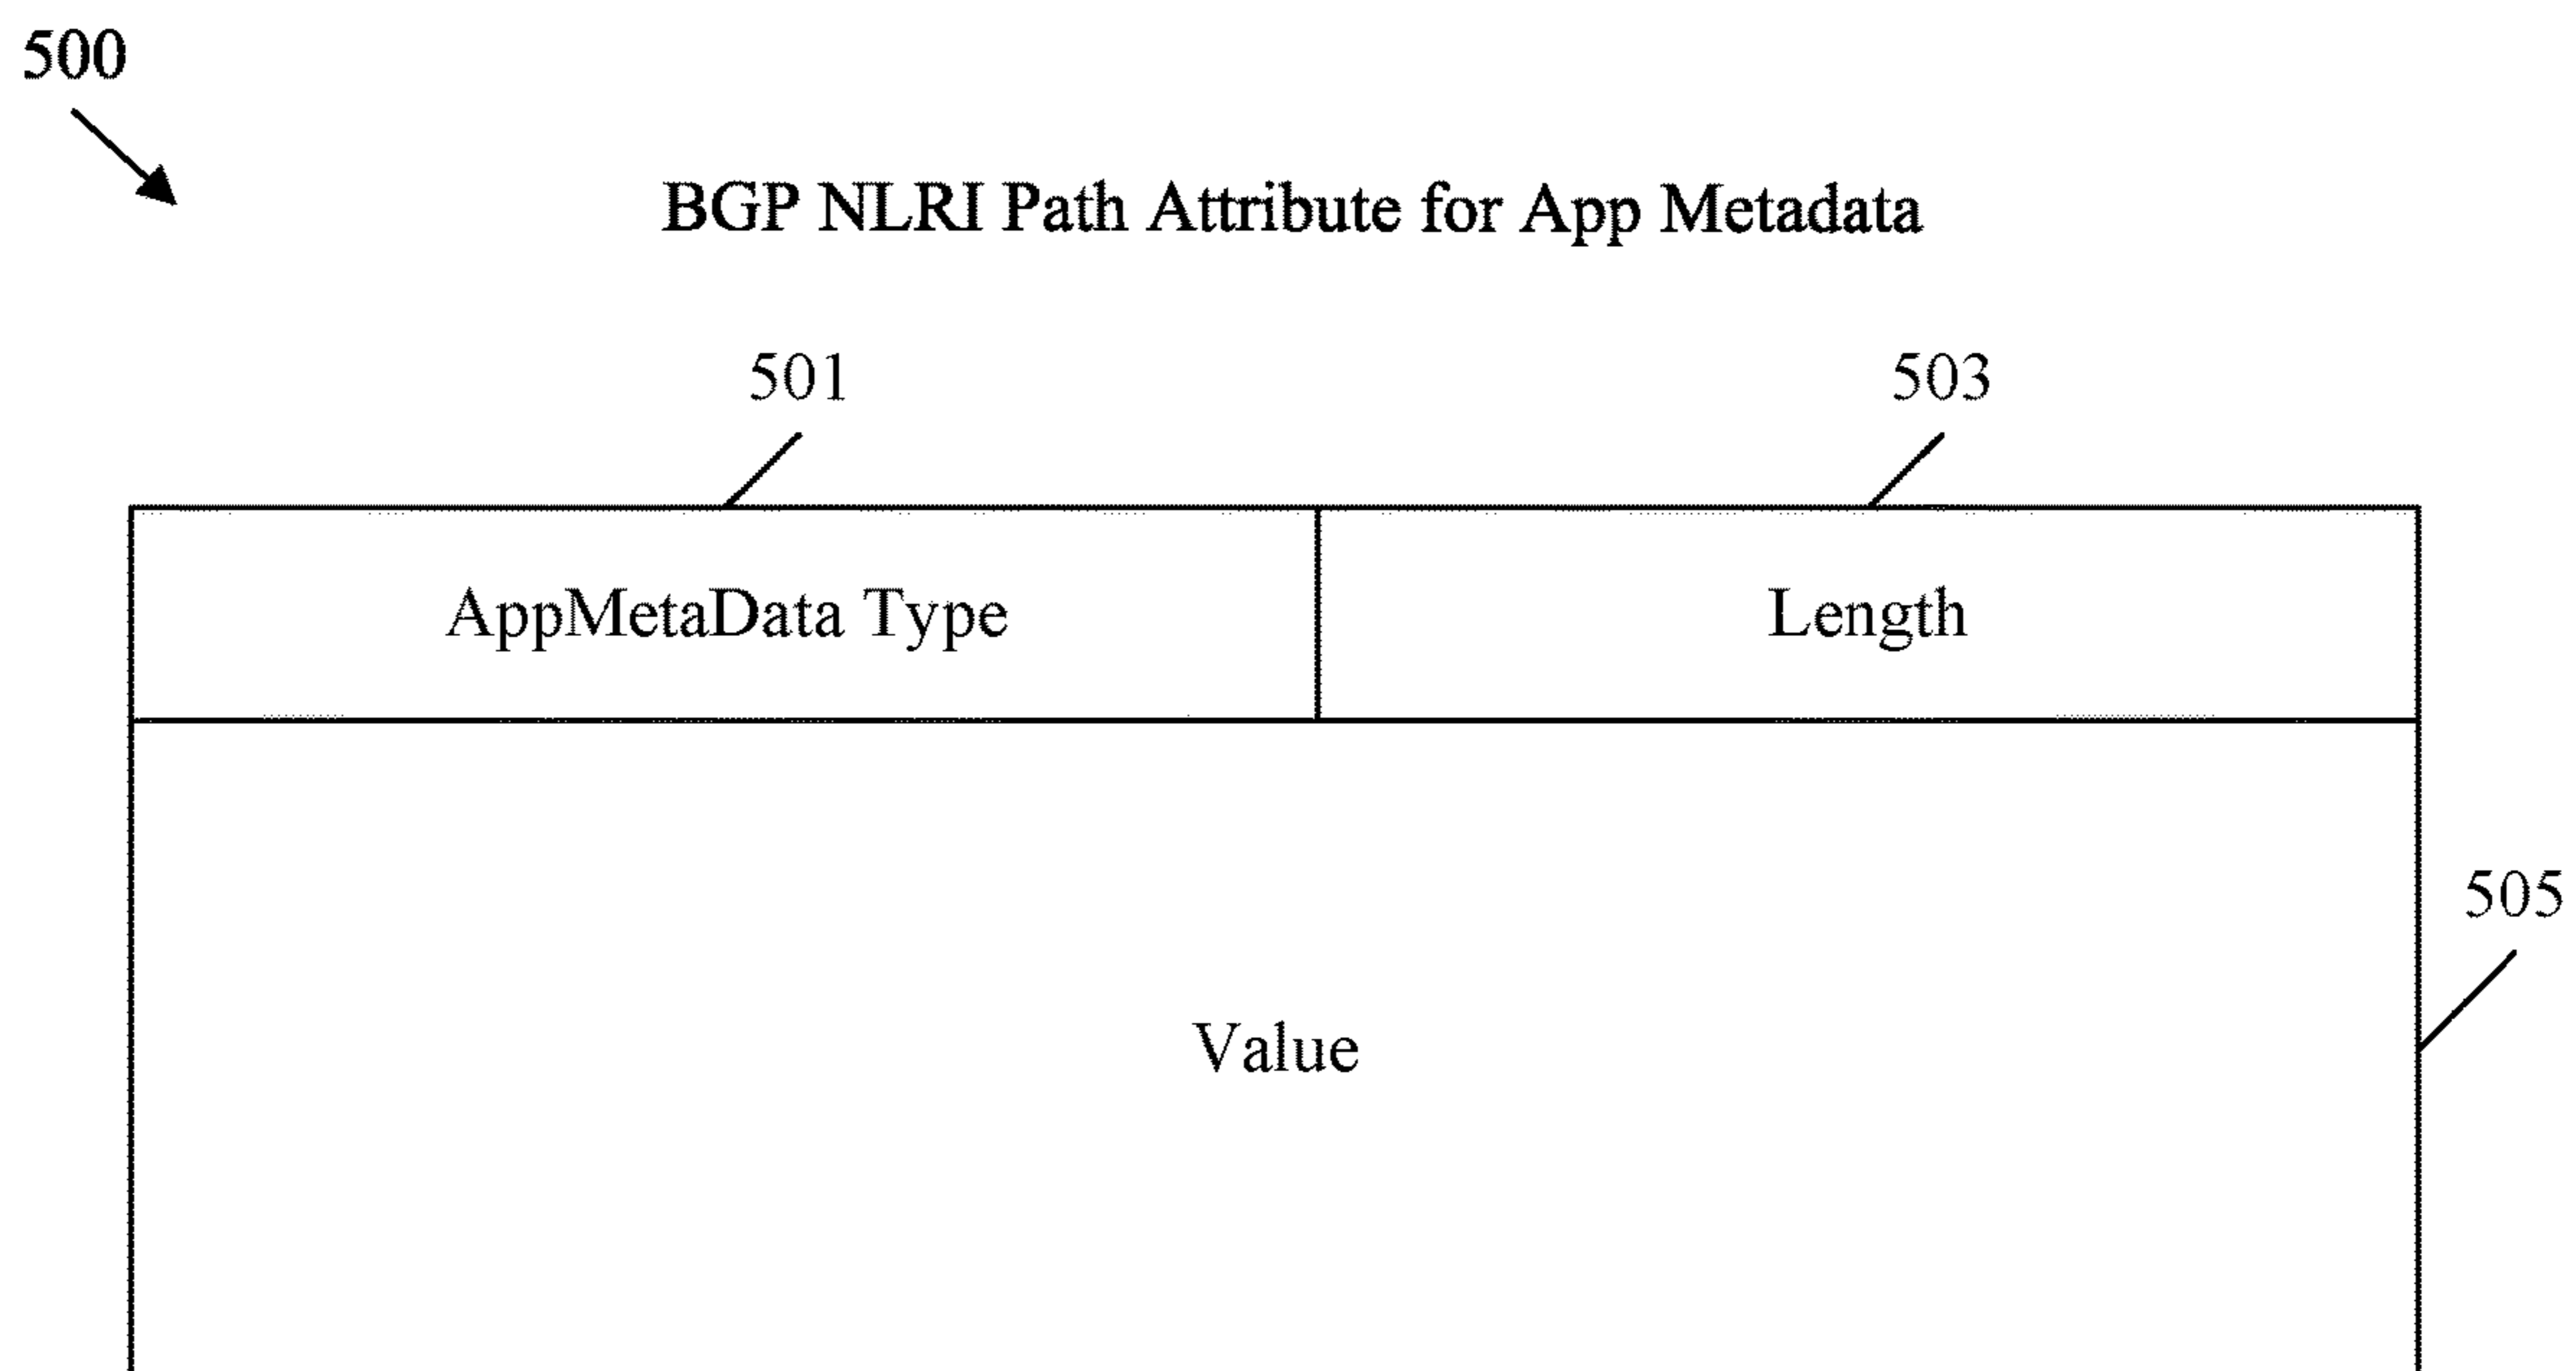 500
BGP NLRI Path Attribute for App Metadata
501
503
AppMetaData Type
Length
505
Value